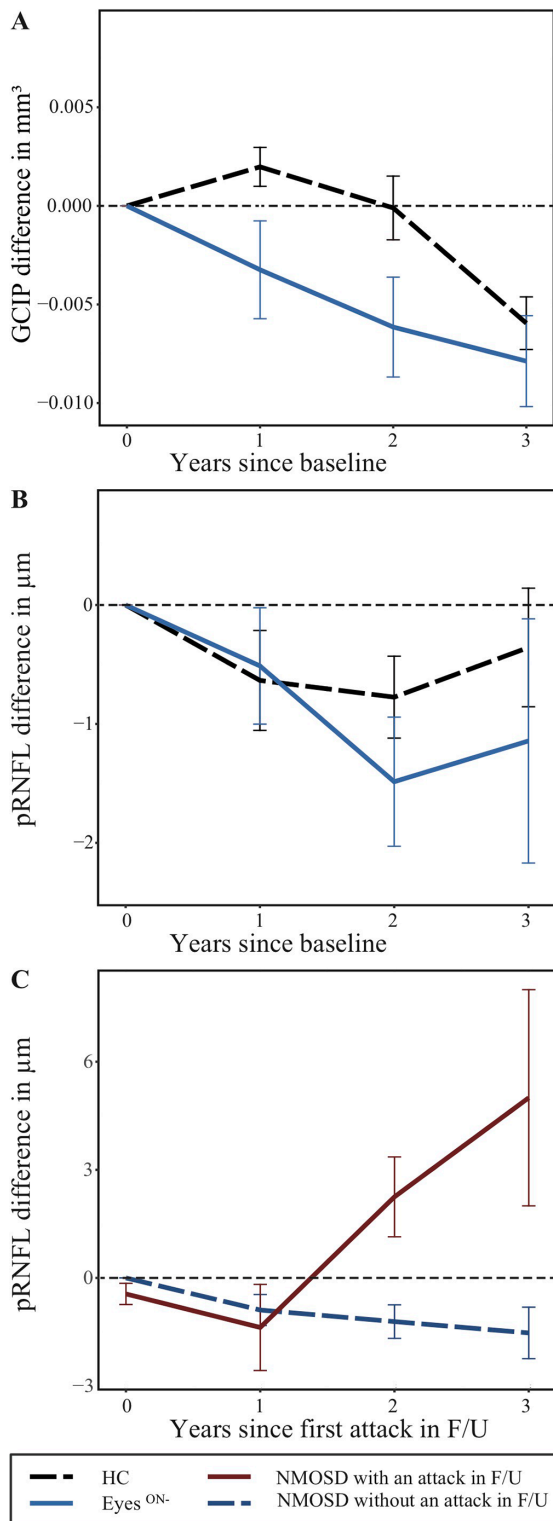 A
GCIP difference in mm³
0.005
0.000
−0.005
−0.010
0 1 2 3
Years since baseline
B
pRNFL difference in µm
0
−1
−2
0 1 2 3
Years since baseline
C
pRNFL difference in µm
6
3
0
−3
0 1 2 3
Years since first attack in F/U
HC NMOSD with an attack in F/U
Eyes ON- NMOSD without an attack in F/U